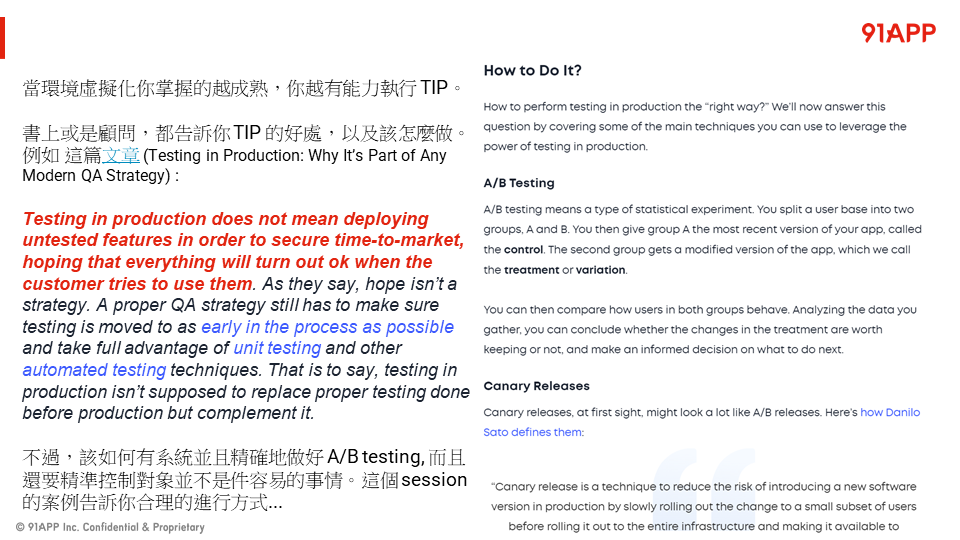 91APP
當環境虛擬化你掌握的越成熟，你越有能力執行 TIP。
書上或是顧問，都告訴你 TIP 的好處，以及該怎麼做。
例如 這篇文章 (Testing in Production: Why It's Part of Any
Modern QA Strategy) :
Testing in production does not mean deploying
untested features in order to secure time-to-market,
hoping that everything will turn out ok when the
customer tries to use them. As they say, hope isn't a
strategy. A proper QA strategy still has to make sure
testing is moved to as early in the process as possible
and take full advantage of unit testing and other
automated testing techniques. That is to say, testing in
production isn't supposed to replace proper testing done
before production but complement it.
不過，該如何有系統並且精確地做好 A/B testing, 而且
還要精準控制對象並不是件容易的事情。這個 session
的案例告訴你合理的進行方式...
How to Do It?
How to perform testing in production the “right way?” We'll now answer this
question by covering some of the main techniques you can use to leverage the
power of testing in production.
A/B Testing
A/B testing means a type of statistical experiment. You split a user base into two
groups, A and B. You then give group A the most recent version of your app, called
the control. The second group gets a modified version of the app, which we call
the treatment or variation.
You can then compare how users in both groups behave. Analyzing the data you
gather, you can conclude whether the changes in the treatment are worth
keeping or not, and make an informed decision on what to do next.
Canary Releases
Canary releases, at first sight, might look a lot like A/B releases. Here's how Danilo
Sato defines them:
“Canary release is a technique to reduce the risk of introducing a new software
version in production by slowly rolling out the change to a small subset of users
before rolling it out to the entire infrastructure and making it available to
© 91APP Inc. Confidential & Proprietary